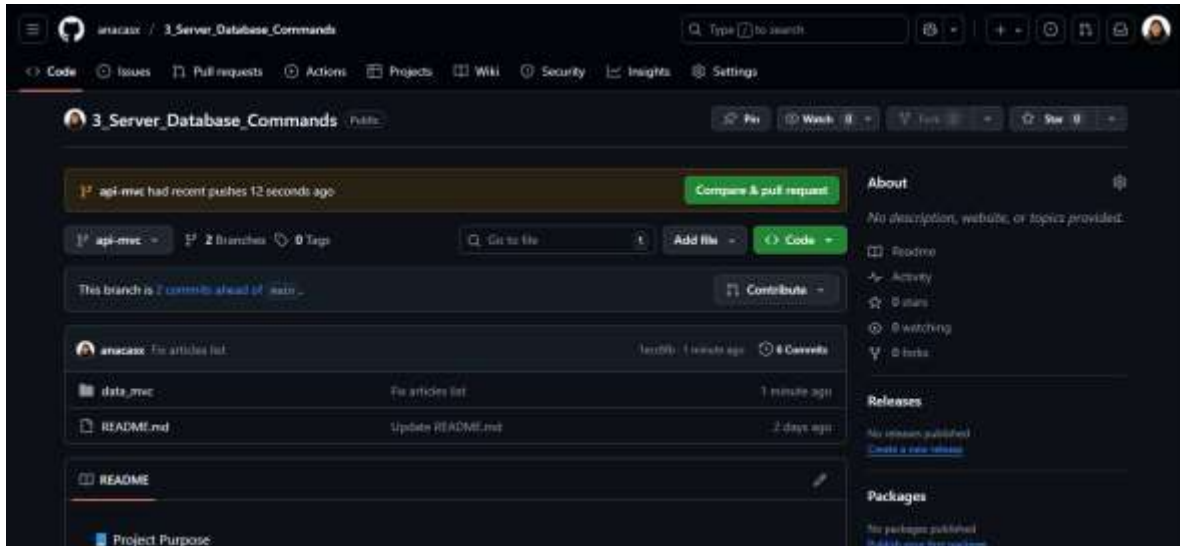 anacasx / 3_Server_Database_Commands
Type / to search
Code Issues Pull requests Actions Projects Wiki Security Insights Settings
3_Server_Database_Commands Public
Pin Watch 0 Fork Star 0
api-mvc had recent pushes 12 seconds ago
Compare & pull request
api-mvc 2 Branches 0 Tags
Go to file t Add file Code
This branch is 2 commits ahead of main .
Contribute
anacasx Fix articles list
1 minute ago 6 Commits
data_mvc Fix articles list 1 minute ago
README.md Update README.md 2 days ago
README
Project Purpose
About
No description, website, or topics provided.
Readme
Activity
0 stars
0 watching
0 forks
Releases
No releases published
Create a new release
Packages
No packages published
Publish your first package